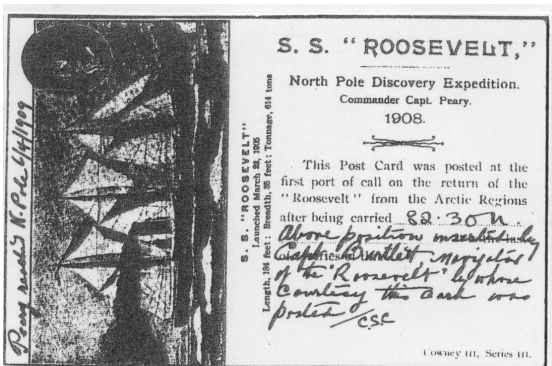 Peary reached N. Pole 6/4/1909
S. S. "ROOSEVELT"
Launched March 23, 1905
Length, 184 feet: Breadth, 35 feet: Tonnage, 614 tons
S. S. "ROOSEVELT,"
North Pole Discovery Expedition.
Commander Capt. Peary.
1908.
This Post Card was posted at the
first port of call on the return of the
"Roosevelt" from the Arctic Regions
after being carried 82.30 N.
Above position inserted by
Capt. Bartlett Navigator
of the "Roosevelt" by whose
Courtesy this Card was
posted
C.S.C.
Cowney III, Series III.